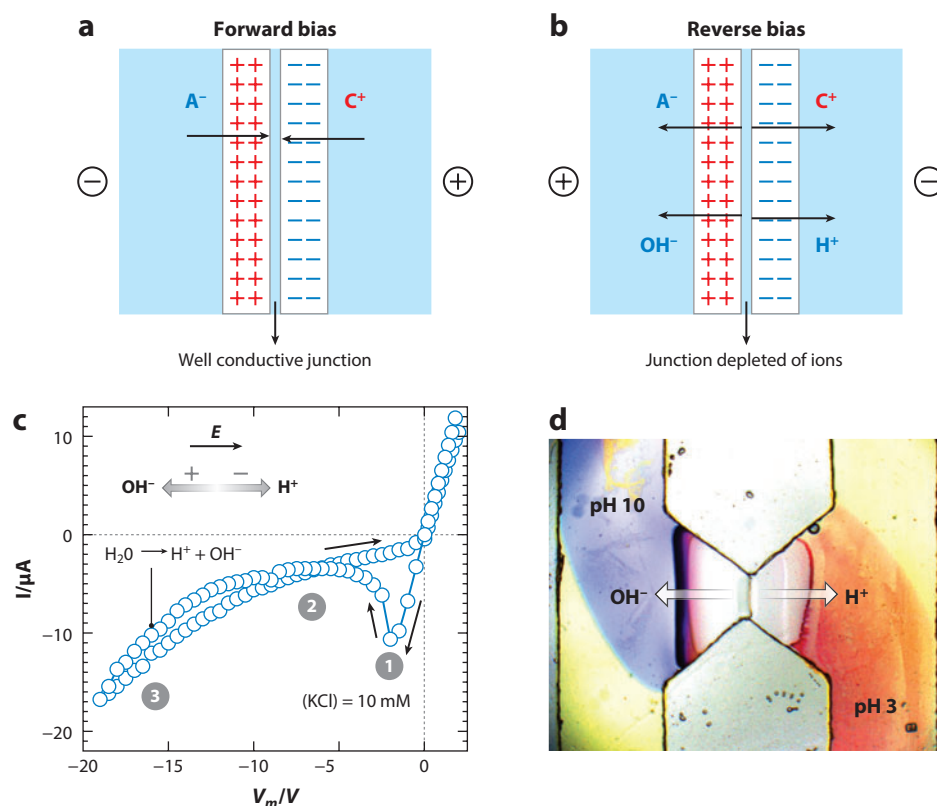 a
Forward bias
A⁻
C⁺
−
+
Well conductive junction
b
Reverse bias
A⁻
C⁺
+
−
OH⁻
H⁺
Junction depleted of ions
c
10
0
−10
−20
I/µA
E
+ −
OH⁻
H⁺
H₂0 → H⁺ + OH⁻
1
2
3
(KCl) = 10 mM
−20
−15
−10
−5
0
Vₘ/V
d
pH 10
OH⁻
H⁺
pH 3